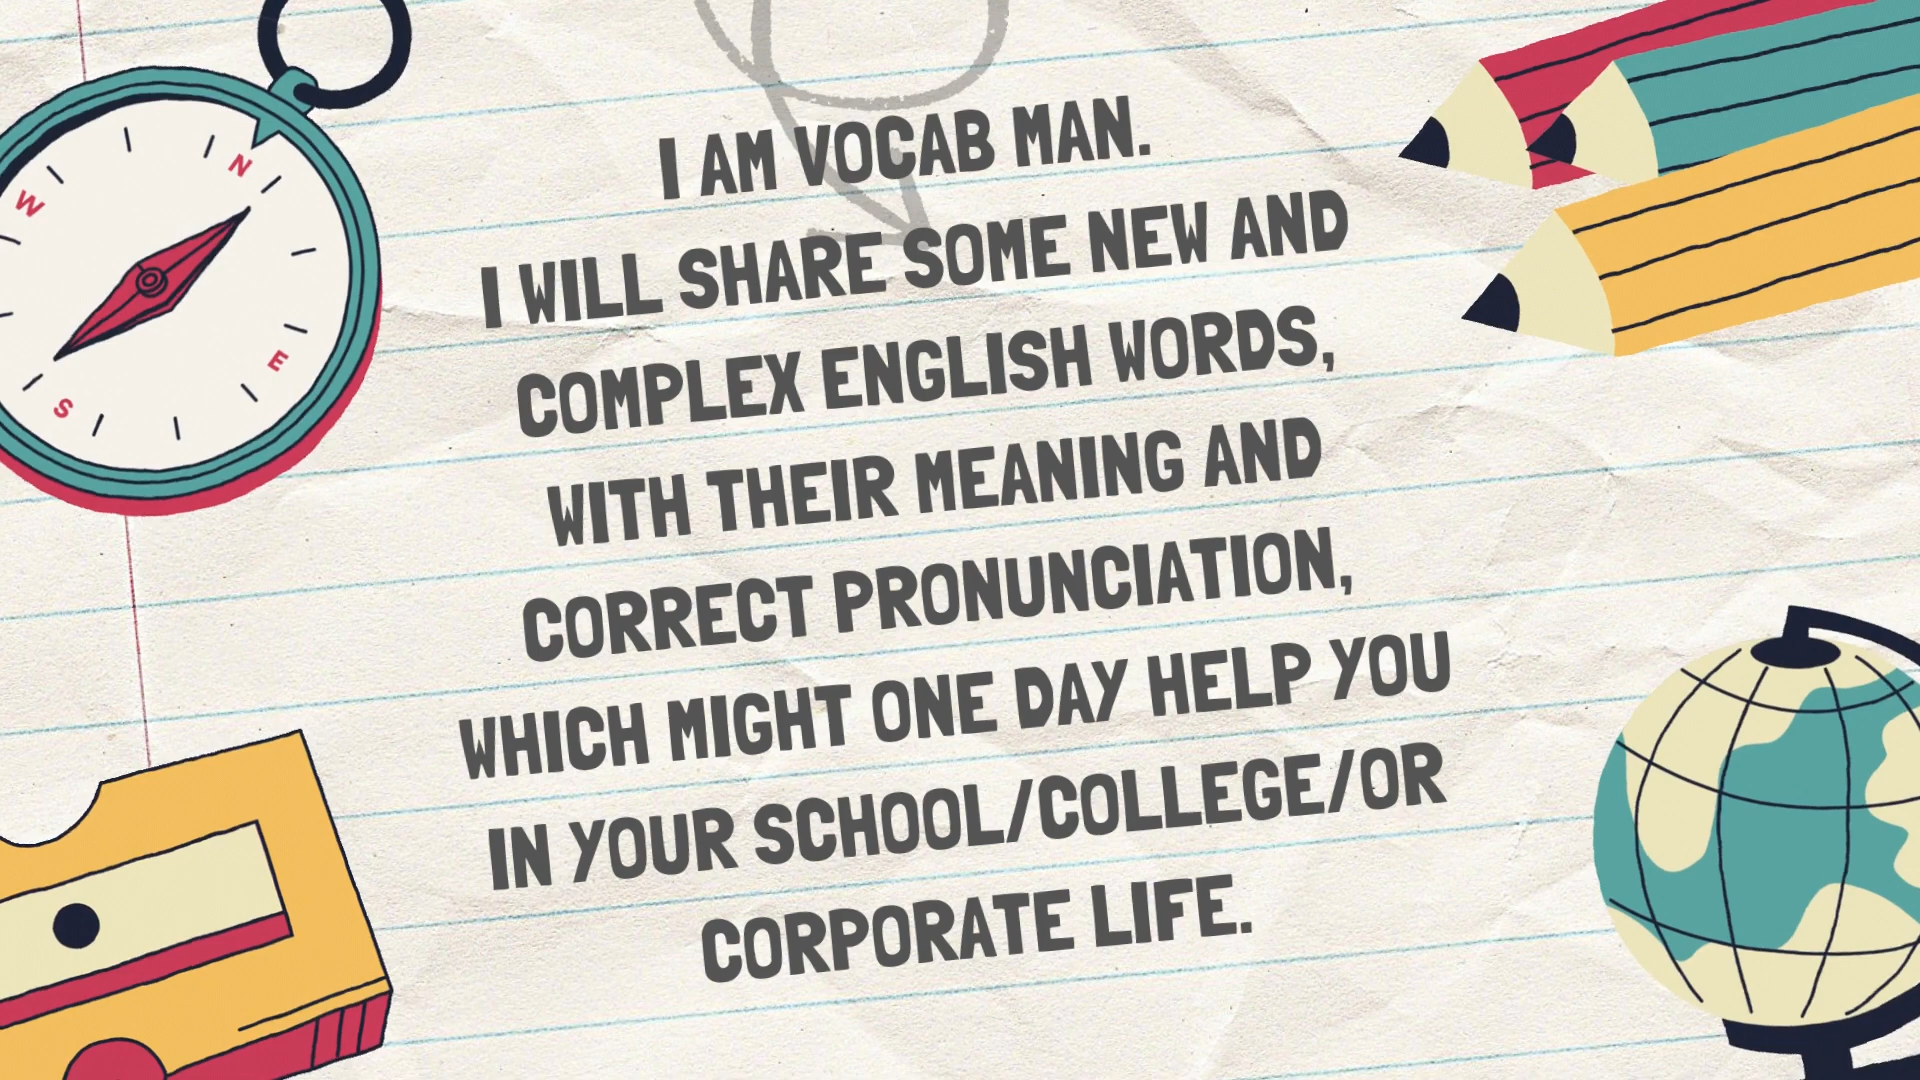 I AM VOCAB MAN.
I WILL SHARE SOME NEW AND
COMPLEX ENGLISH WORDS,
WITH THEIR MEANING AND
CORRECT PRONUNCIATION,
WHICH MIGHT ONE DAY HELP YOU
IN YOUR SCHOOL/COLLEGE/OR
CORPORATE LIFE.
N
W
E
S